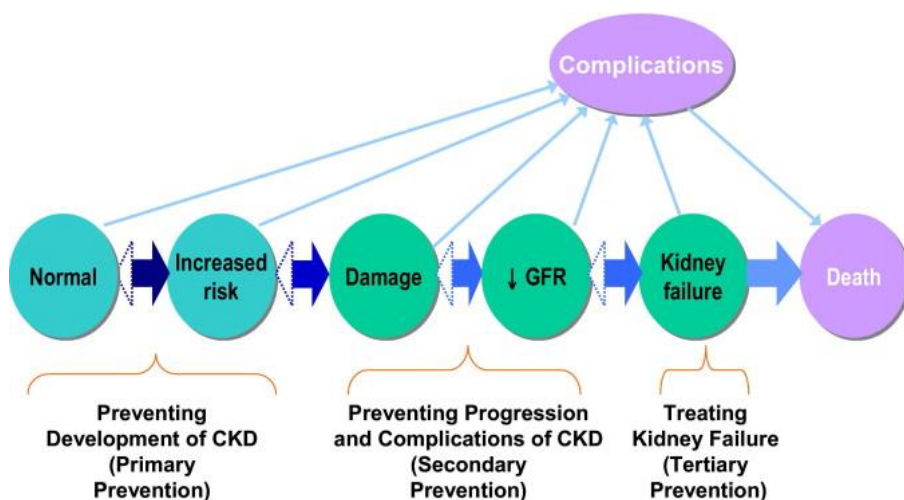 Complications
Normal
Increased
risk
Damage
↓ GFR
Kidney
failure
Death
Preventing
Development of CKD
(Primary
Prevention)
Preventing Progression
and Complications of CKD
(Secondary
Prevention)
Treating
Kidney Failure
(Tertiary
Prevention)